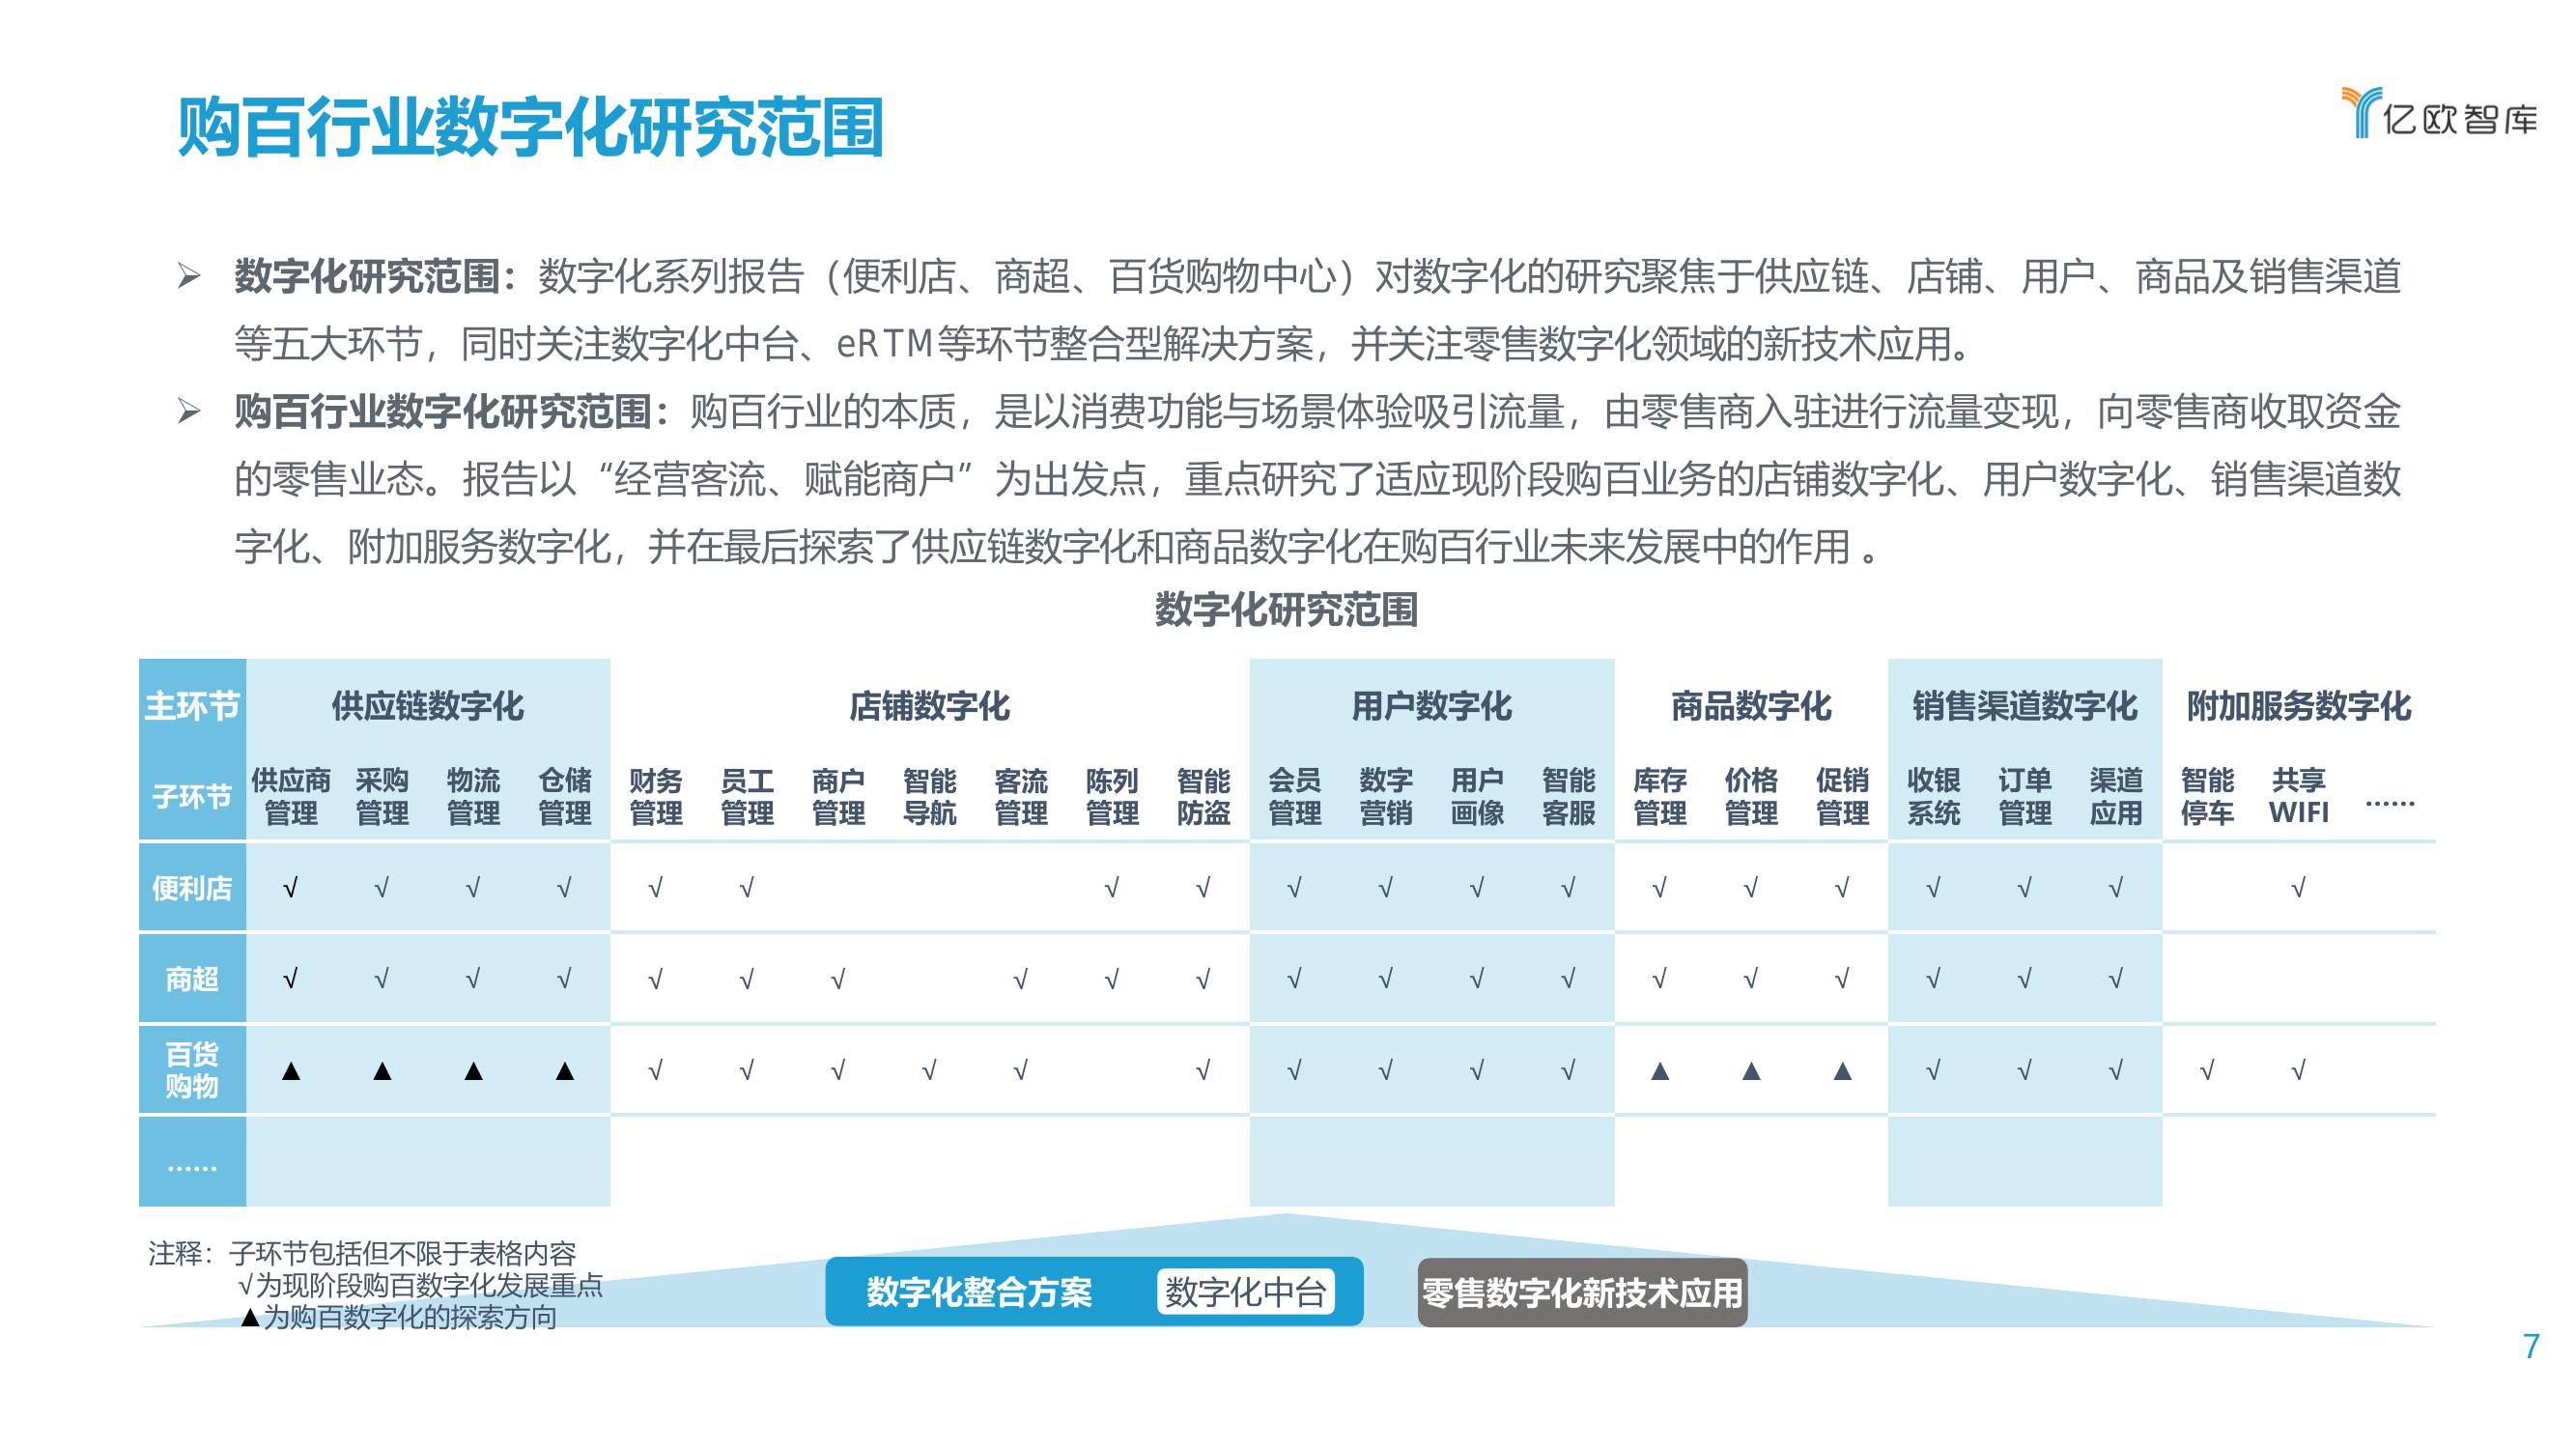 购百行业数字化研究范围
亿欧智库
➢ 数字化研究范围：数字化系列报告（便利店、商超、百货购物中心）对数字化的研究聚焦于供应链、店铺、用户、商品及销售渠道
等五大环节，同时关注数字化中台、eRTM等环节整合型解决方案，并关注零售数字化领域的新技术应用。
➢ 购百行业数字化研究范围：购百行业的本质，是以消费功能与场景体验吸引流量，由零售商入驻进行流量变现，向零售商收取资金
的零售业态。报告以“经营客流、赋能商户”为出发点，重点研究了适应现阶段购百业务的店铺数字化、用户数字化、销售渠道数
字化、附加服务数字化，并在最后探索了供应链数字化和商品数字化在购百行业未来发展中的作用 。
数字化研究范围
主环节 供应链数字化 店铺数字化 用户数字化 商品数字化 销售渠道数字化 附加服务数字化
子环节 供应商管理 采购管理 物流管理 仓储管理 财务管理 员工管理 商户管理 智能导航 客流管理 陈列管理 智能防盗 会员管理 数字营销 用户画像 智能客服 库存管理 价格管理 促销管理 收银系统 订单管理 渠道应用 智能停车 共享WIFI ……
便利店 √ √ √ √ √ √ √ √ √ √ √ √ √ √ √ √ √ √ √
商超 √ √ √ √ √ √ √ √ √ √ √ √ √ √ √ √ √ √ √ √
百货购物 ▲ ▲ ▲ ▲ √ √ √ √ √ √ √ √ √ √ ▲ ▲ ▲ √ √ √ √ √
……
注释：子环节包括但不限于表格内容
√为现阶段购百数字化发展重点
▲为购百数字化的探索方向
数字化整合方案 数字化中台 零售数字化新技术应用
7